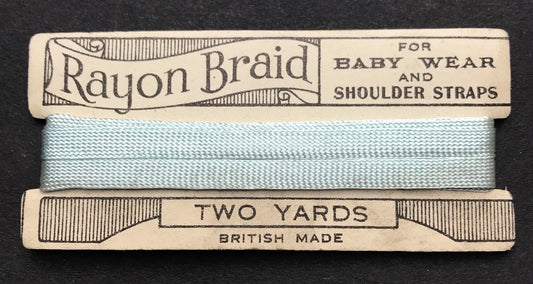 Rayon Braid
FOR
BABY WEAR
AND
SHOULDER STRAPS
TWO YARDS
BRITISH MADE